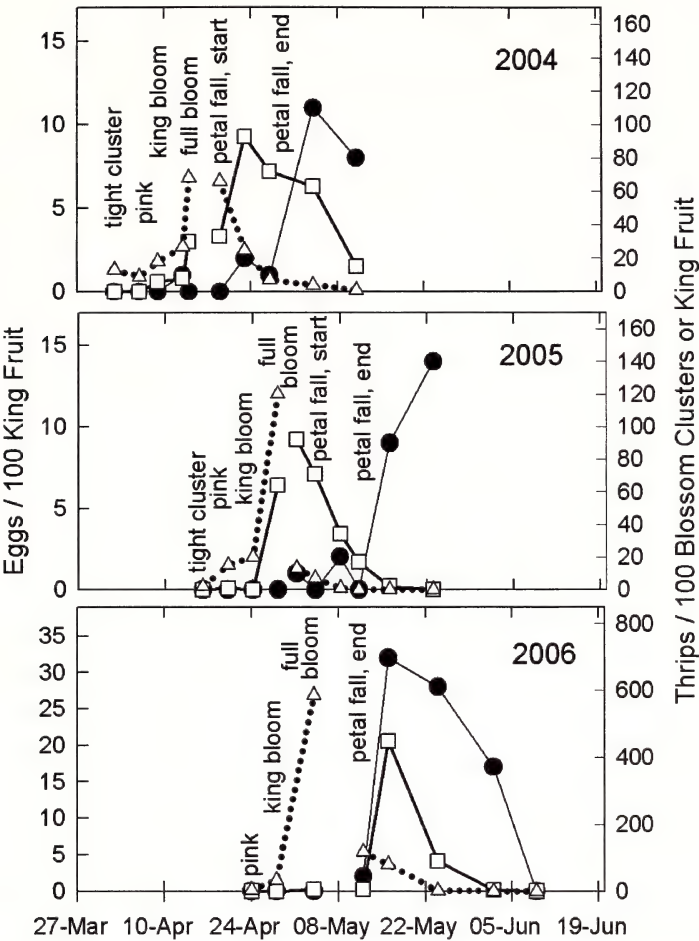 Eggs / 100 King Fruit
Thrips / 100 Blossom Clusters or King Fruit
2004
15
10
5
0
160
140
120
100
80
60
40
20
0
tight cluster
pink
king bloom
full bloom
petal fall, start
petal fall, end
2005
15
10
5
0
160
140
120
100
80
60
40
20
0
tight cluster
pink
king bloom
full
bloom
petal fall, start
petal fall, end
2006
35
30
25
20
15
10
5
0
800
600
400
200
0
pink
king bloom
full
bloom
petal fall, end
27-Mar 10-Apr 24-Apr 08-May 22-May 05-Jun 19-Jun